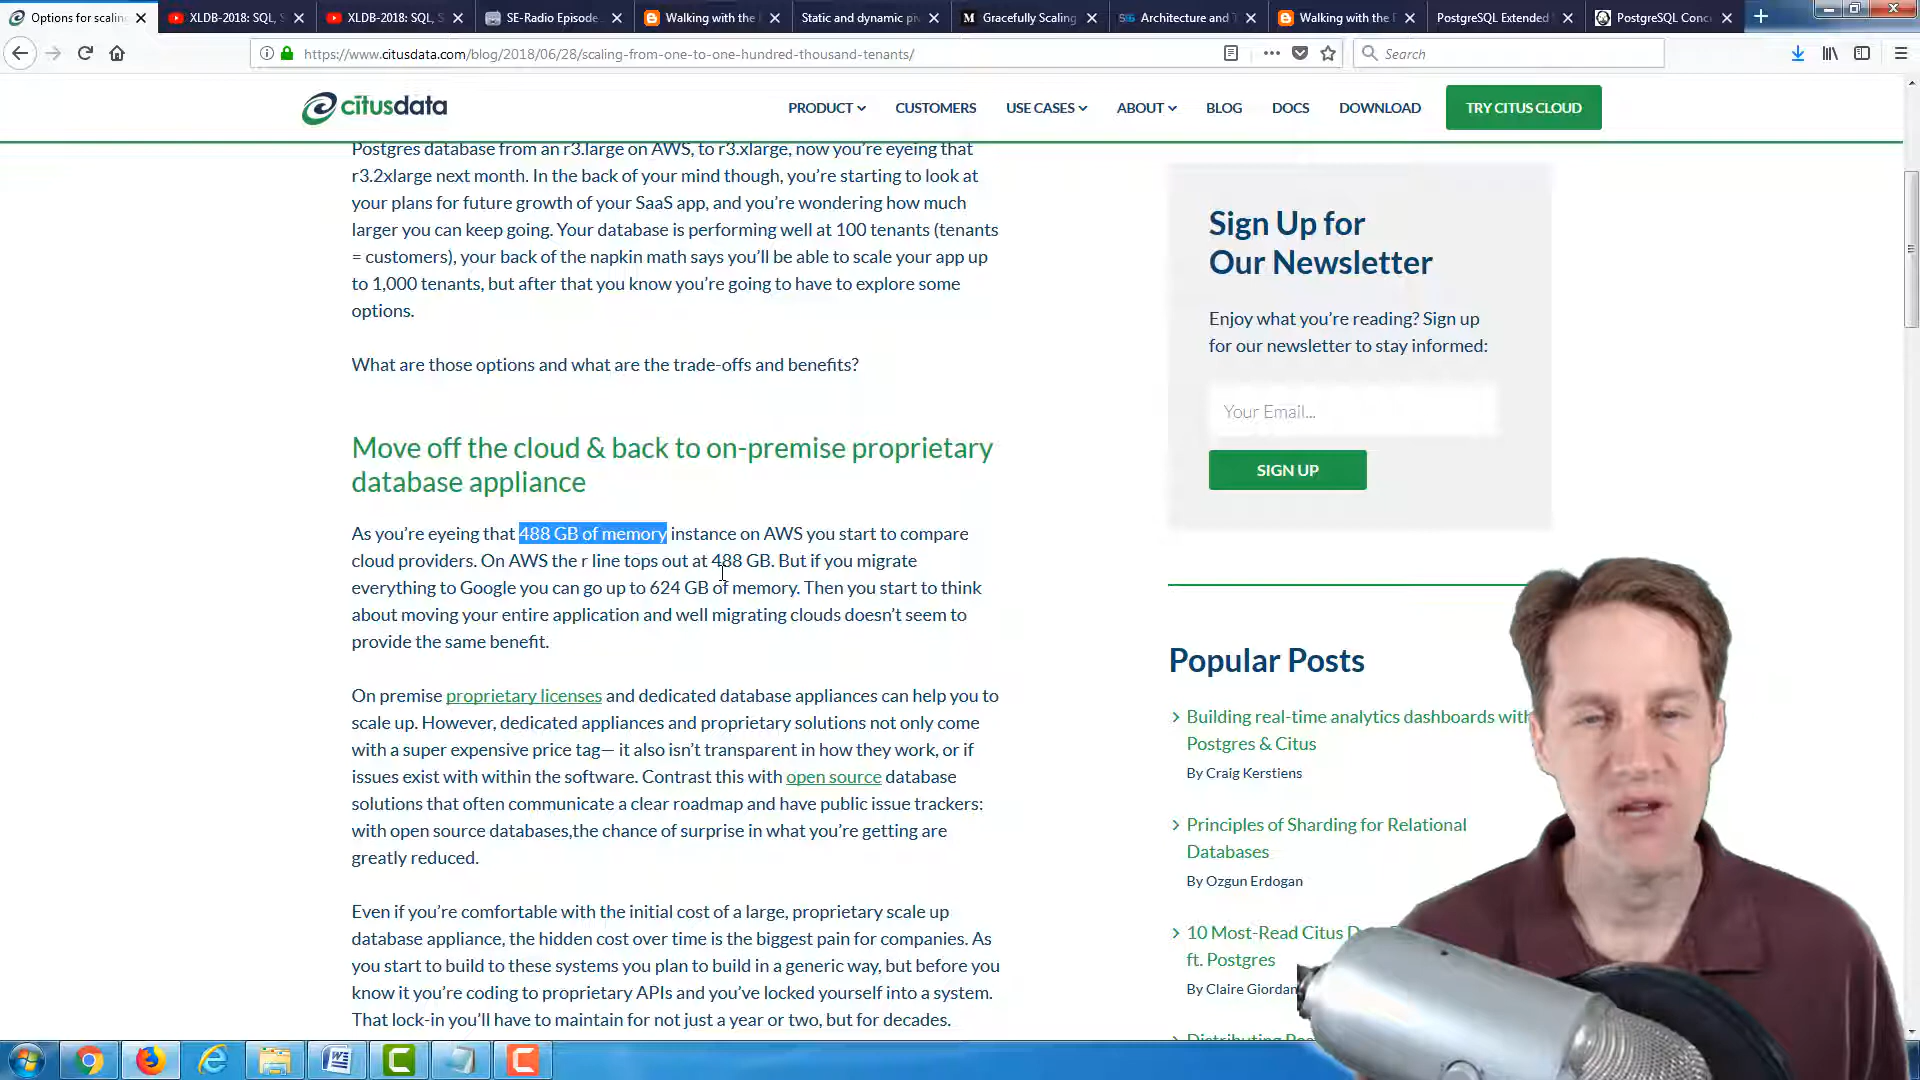 Options for scaling
XLDB-2018: SQL, S
XLDB-2018: SQL, S
SE-Radio Episode
Walking with the
Static and dynamic pi
Gracefully Scaling
Architecture and T
Walking with the
PostgreSQL Extended
PostgreSQL Conc
https://www.citusdata.com/blog/2018/06/28/scaling-from-one-to-one-hundred-thousand-tenants/
Search
citusdata
PRODUCT
CUSTOMERS
USE CASES
ABOUT
BLOG
DOCS
DOWNLOAD
TRY CITUS CLOUD
Postgres database from an r3.large on AWS, to r3.xlarge, now you’re eyeing that
r3.2xlarge next month. In the back of your mind though, you’re starting to look at
your plans for future growth of your SaaS app, and you’re wondering how much
larger you can keep going. Your database is performing well at 100 tenants (tenants
= customers), your back of the napkin math says you’ll be able to scale your app up
to 1,000 tenants, but after that you know you’re going to have to explore some
options.
What are those options and what are the trade-offs and benefits?
Move off the cloud & back to on-premise proprietary
database appliance
As you’re eyeing that 488 GB of memory instance on AWS you start to compare
cloud providers. On AWS the r line tops out at 488 GB. But if you migrate
everything to Google you can go up to 624 GB of memory. Then you start to think
about moving your entire application and well migrating clouds doesn’t seem to
provide the same benefit.
On premise proprietary licenses and dedicated database appliances can help you to
scale up. However, dedicated appliances and proprietary solutions not only come
with a super expensive price tag— it also isn’t transparent in how they work, or if
issues exist with within the software. Contrast this with open source database
solutions that often communicate a clear roadmap and have public issue trackers:
with open source databases,the chance of surprise in what you’re getting are
greatly reduced.
Even if you’re comfortable with the initial cost of a large, proprietary scale up
database appliance, the hidden cost over time is the biggest pain for companies. As
you start to build to these systems you plan to build in a generic way, but before you
know it you’re coding to proprietary APIs and you’ve locked yourself into a system.
That lock-in you’ll have to maintain for not just a year or two, but for decades.
Sign Up for
Our Newsletter
Enjoy what you’re reading? Sign up
for our newsletter to stay informed:
Your Email...
SIGN UP
Popular Posts
Building real-time analytics dashboards with
Postgres & Citus
By Craig Kerstiens
Principles of Sharding for Relational
Databases
By Ozgun Erdogan
10 Most-Read Citus D
ft. Postgres
By Claire Giordan
Distributing Pos